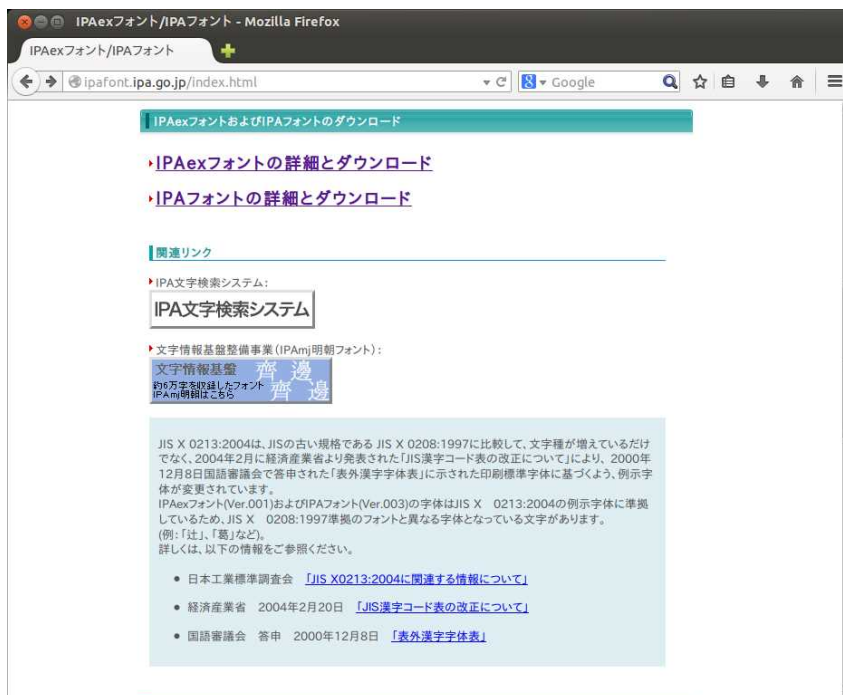 IPAexフォント/IPAフォント - Mozilla Firefox
IPAexフォント/IPAフォント
ipafont.ipa.go.jp/index.html
Google
IPAexフォントおよびIPAフォントのダウンロード
IPAexフォントの詳細とダウンロード
IPAフォントの詳細とダウンロード
関連リンク
IPA文字検索システム:
IPA文字検索システム
文字情報基盤整備事業(IPAmj明朝フォント):
文字情報基盤 齊 邊
約6万字を収録したフォント
IPAmj明朝はこちら 齊 邊
JIS X 0213:2004は、JISの古い規格である JIS X 0208:1997に比較して、文字種が増えているだけ
でなく、2004年2月に経済産業省より発表された「JIS漢字コード表の改正について」により、2000年
12月8日国語審議会で答申された「表外漢字字体表」に示された印刷標準字体に基づくよう、例示字
体が変更されています。
IPAexフォント(Ver.001)およびIPAフォント(Ver.003)の字体はJIS X 0213:2004の例示字体に準拠
しているため、JIS X 0208:1997準拠のフォントと異なる字体となっている文字があります。
(例:「辻」、「葛」など)。
詳しくは、以下の情報をご参照ください。
日本工業標準調査会 「JIS X0213:2004に関連する情報について」
経済産業省 2004年2月20日 「JIS漢字コード表の改正について」
国語審議会 答申 2000年12月8日 「表外漢字字体表」